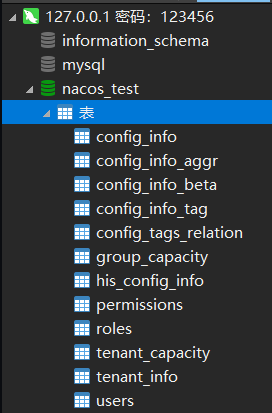 127.0.0.1 密码：123456
information_schema
mysql
nacos_test
表
config_info
config_info_aggr
config_info_beta
config_info_tag
config_tags_relation
group_capacity
his_config_info
permissions
roles
tenant_capacity
tenant_info
users